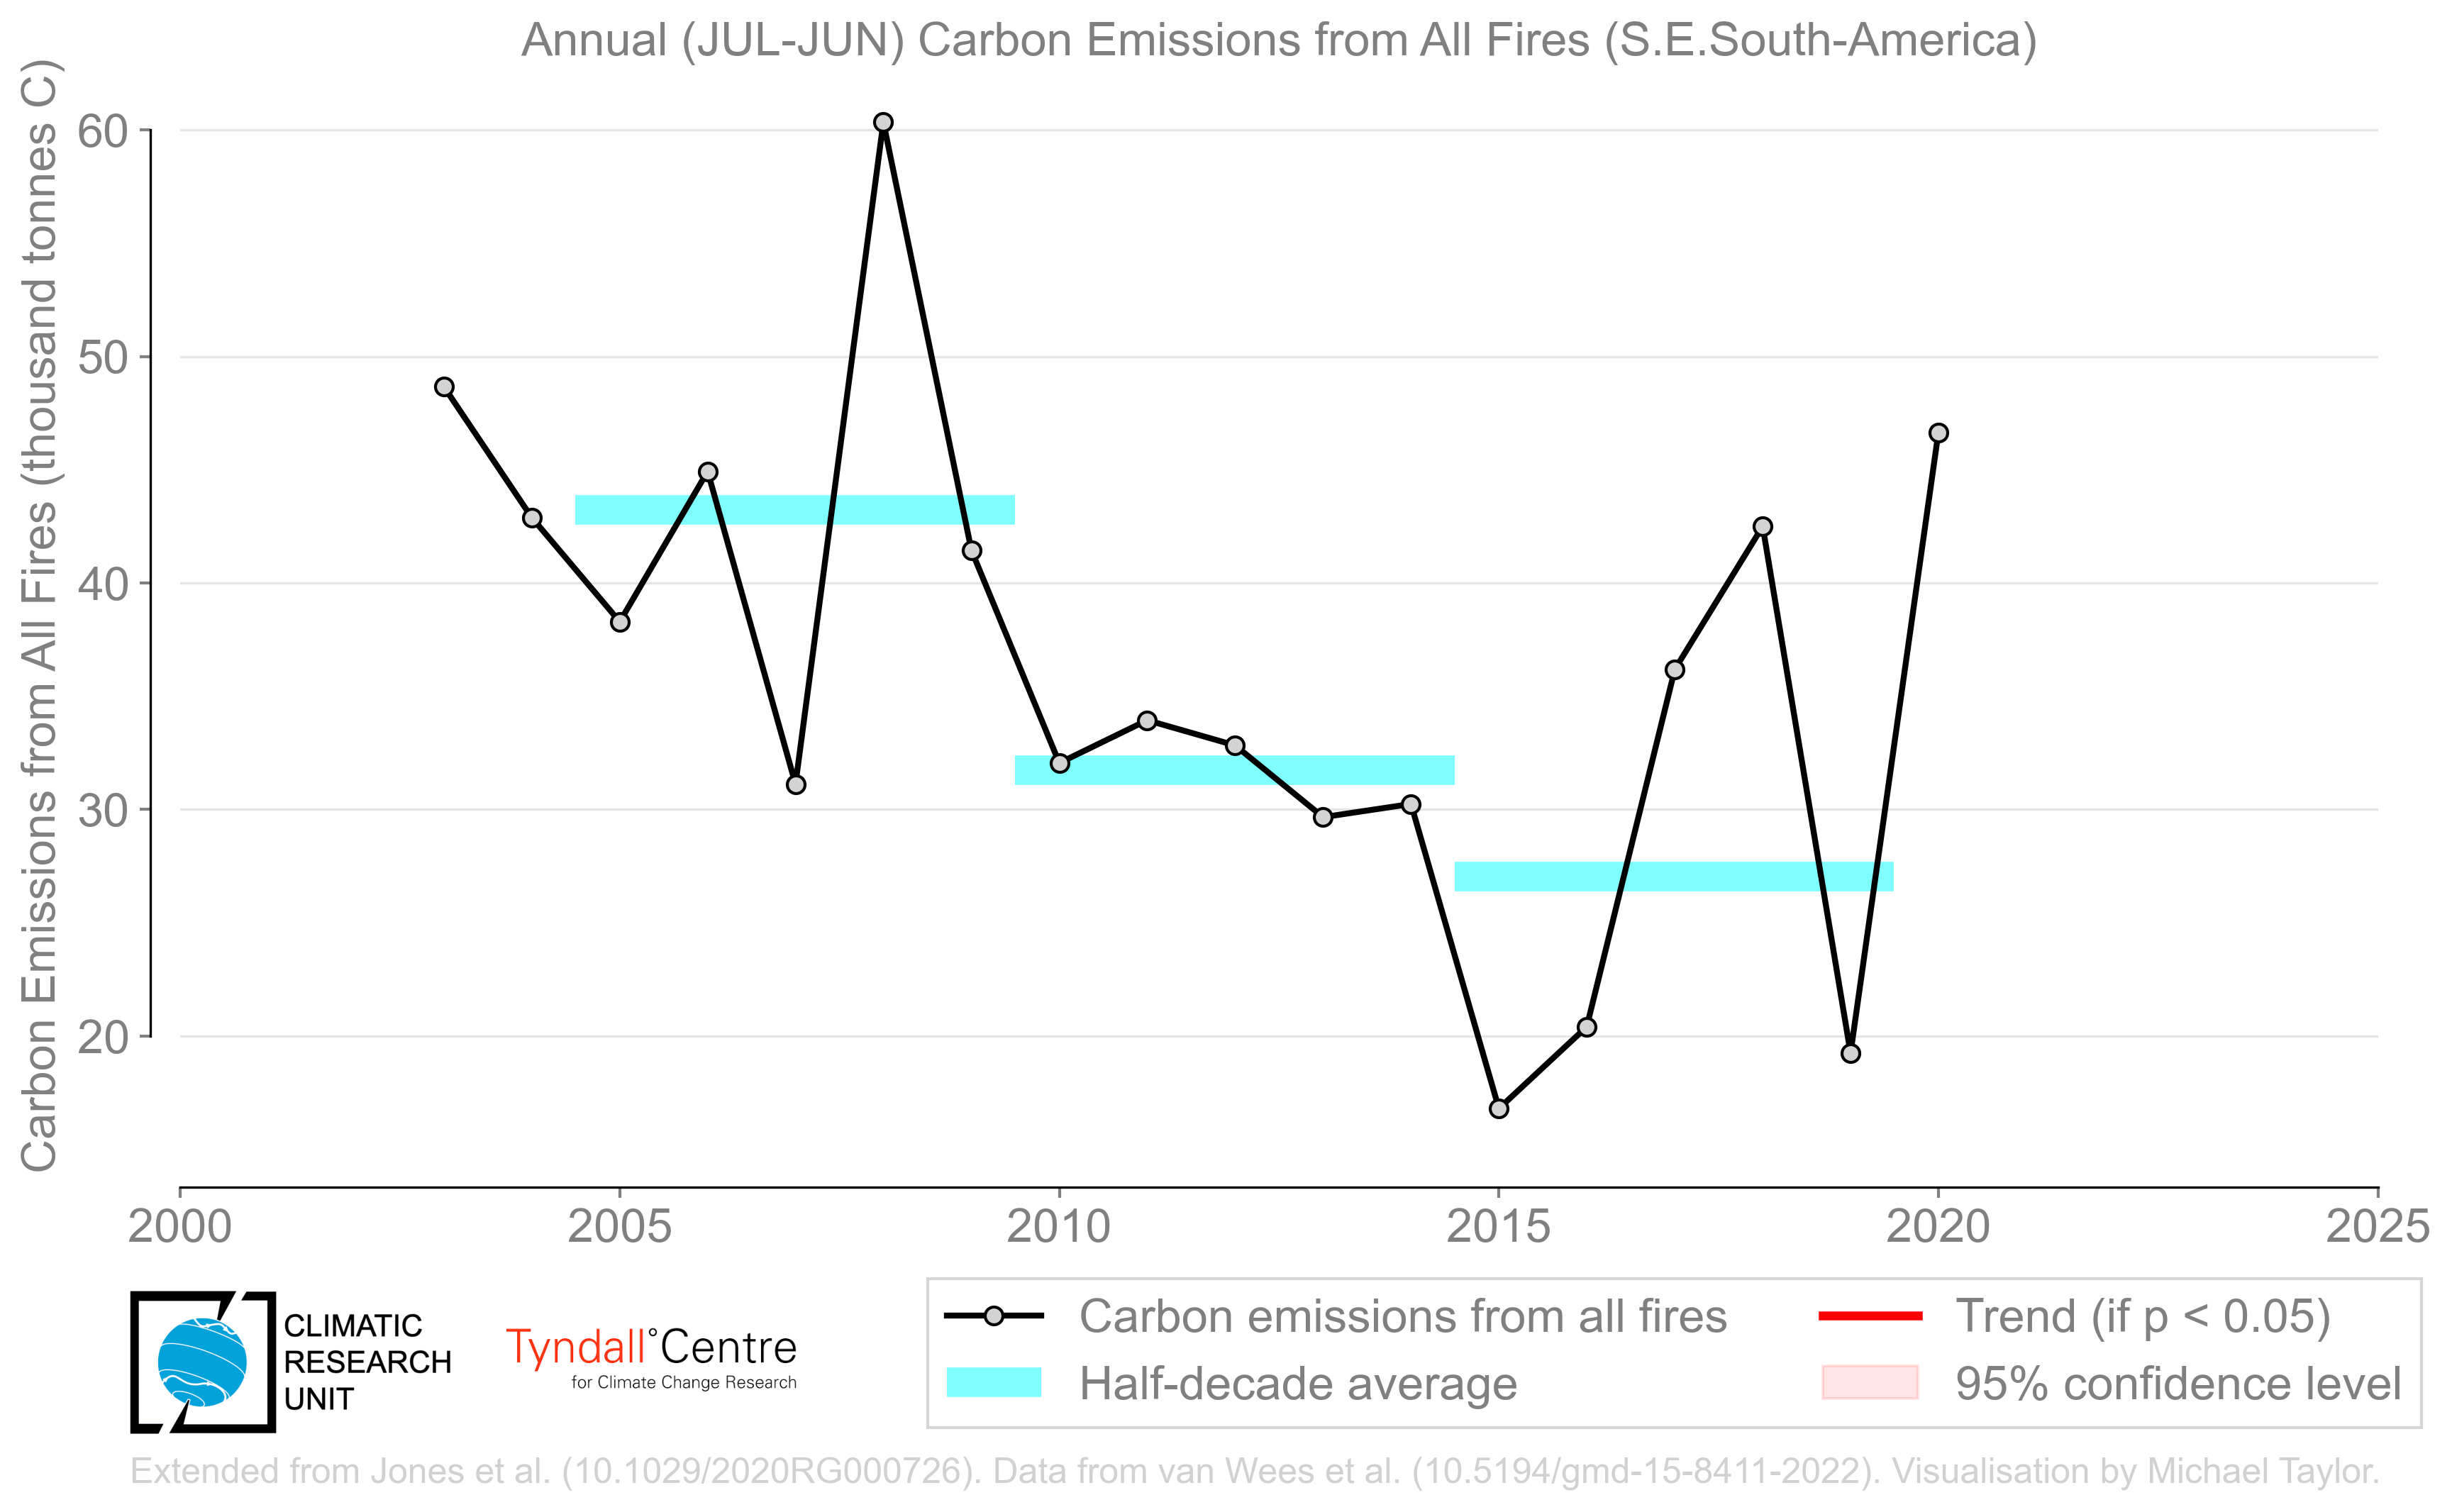 Annual (JUL-JUN) Carbon Emissions from All Fires (S.E.South-America)
Carbon Emissions from All Fires (thousand tonnes C)
60
50
40
30
20
2000 2005 2010 2015 2020 2025
CLIMATIC
RESEARCH
UNIT
Tyndall°Centre
for Climate Change Research
Carbon emissions from all fires
Half-decade average
Trend (if p < 0.05)
95% confidence level
Extended from Jones et al. (10.1029/2020RG000726). Data from van Wees et al. (10.5194/gmd-15-8411-2022). Visualisation by Michael Taylor.